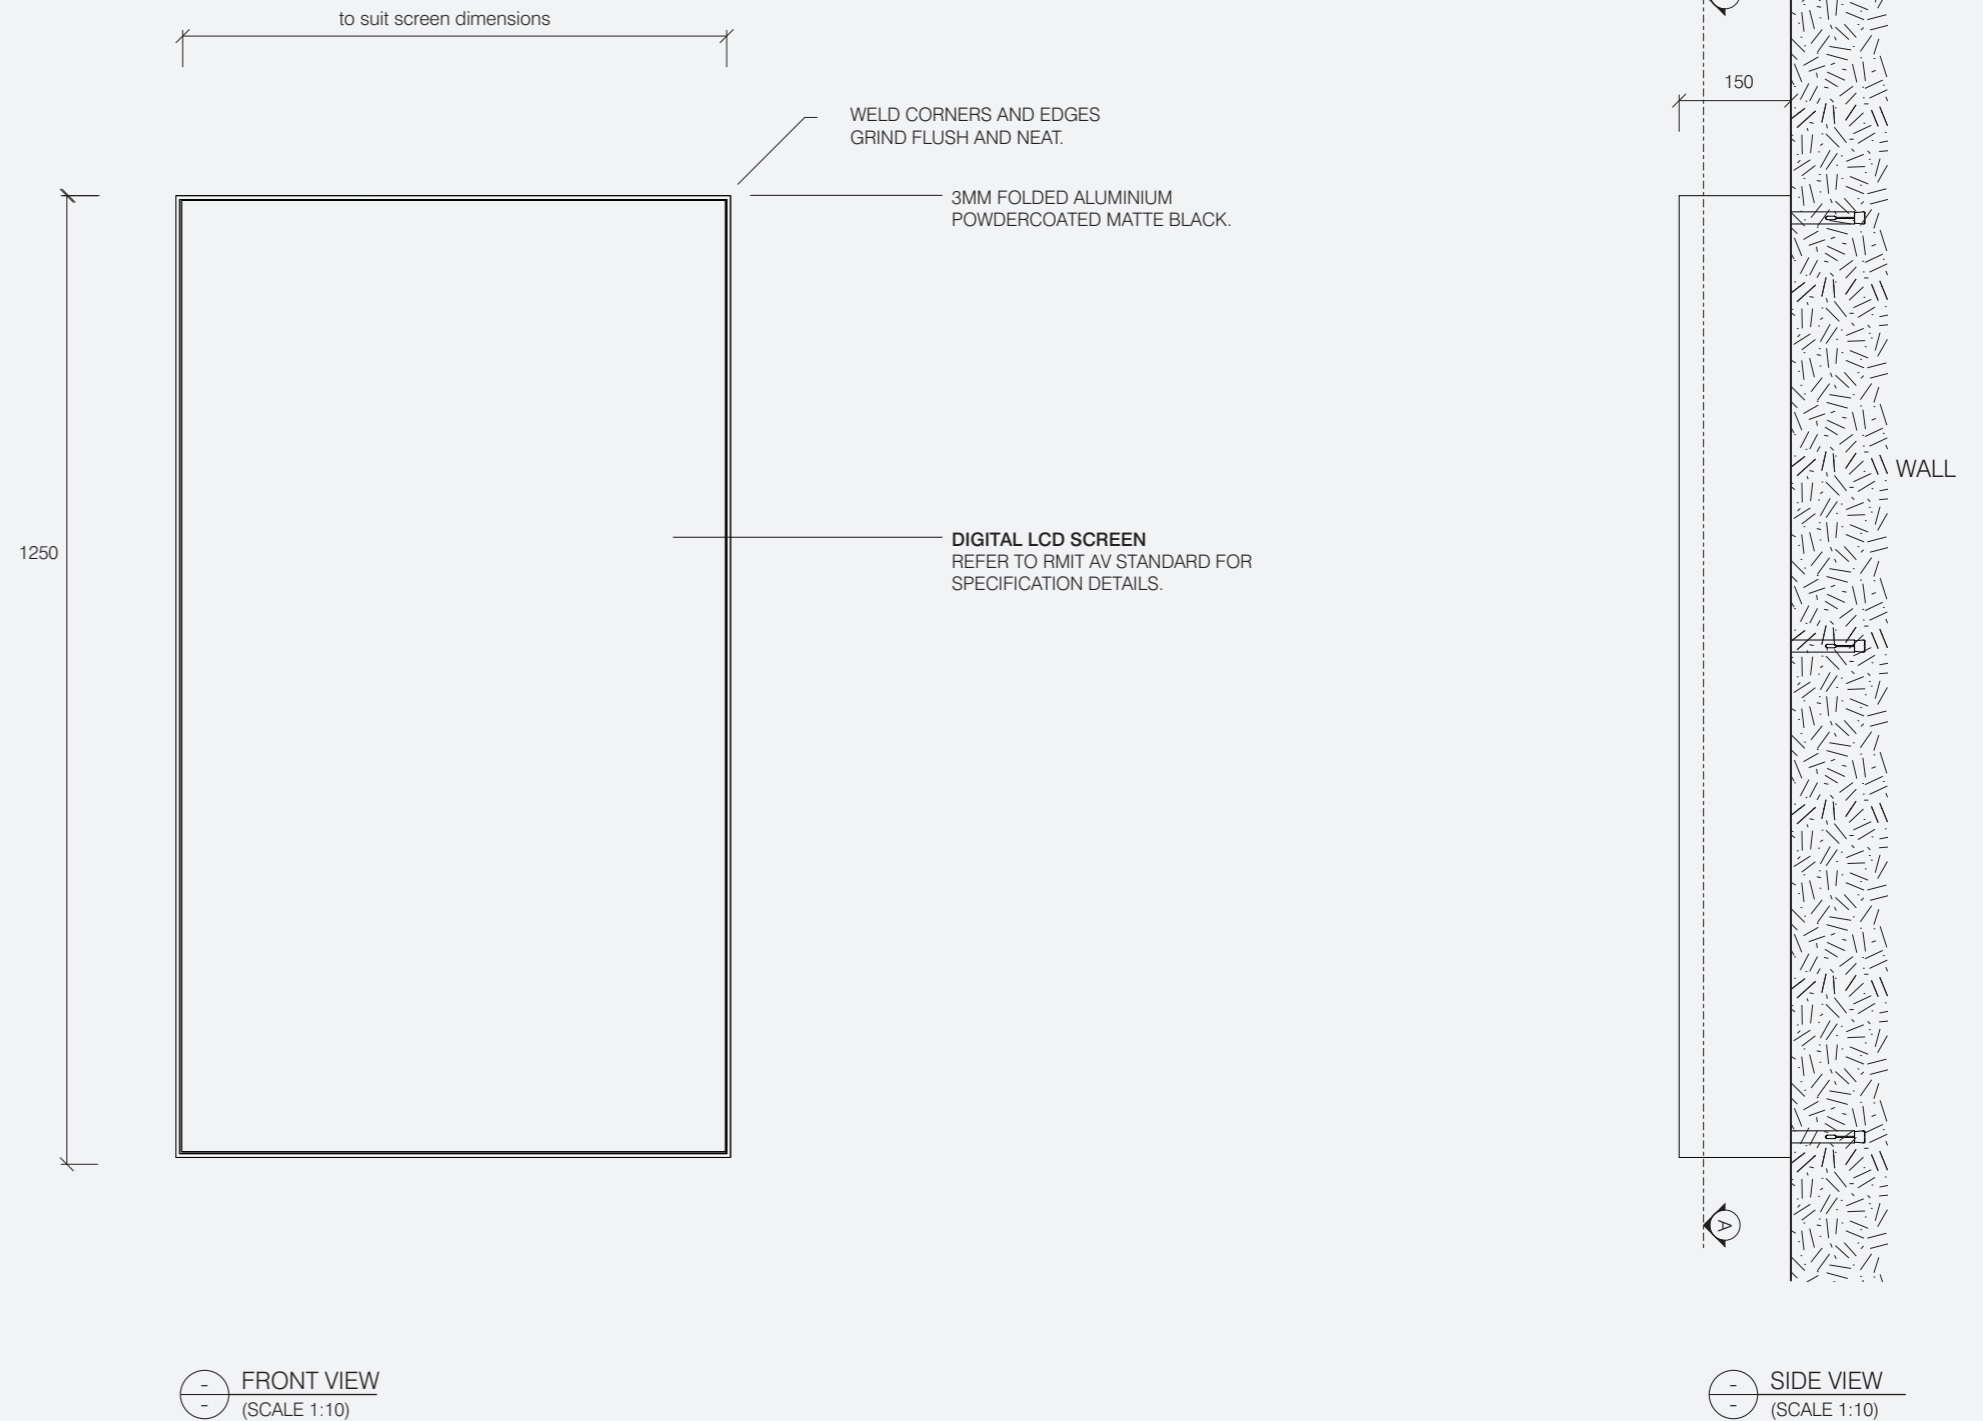 to suit screen dimensions
150
WELD CORNERS AND EDGES
GRIND FLUSH AND NEAT.
3MM FOLDED ALUMINIUM
POWDERCOATED MATTE BLACK.
WALL
1250
DIGITAL LCD SCREEN
REFER TO RMIT AV STANDARD FOR
SPECIFICATION DETAILS.
A
-
-
FRONT VIEW
(SCALE 1:10)
-
-
SIDE VIEW
(SCALE 1:10)